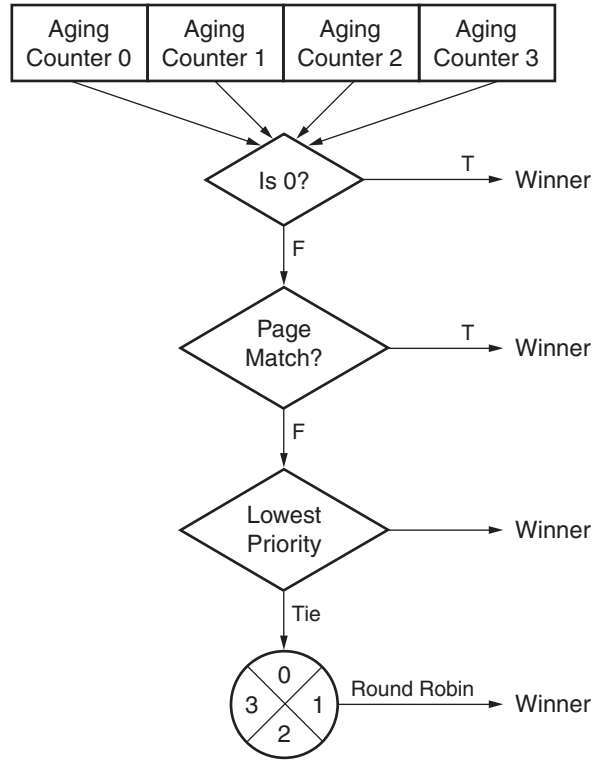 Aging
Counter 0
Aging
Counter 1
Aging
Counter 2
Aging
Counter 3
Is 0?
T
Winner
F
Page
Match?
T
Winner
F
Lowest
Priority
Winner
Tie
0
3
1
2
Round Robin
Winner